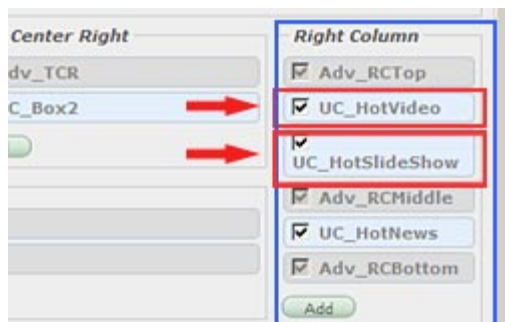 Center Right
dv_TCR
C_Box2
Right Column
Adv_RCTop
UC_HotVideo
UC_HotSlideShow
Adv_RCMiddle
UC_HotNews
Adv_RCBottom
Add